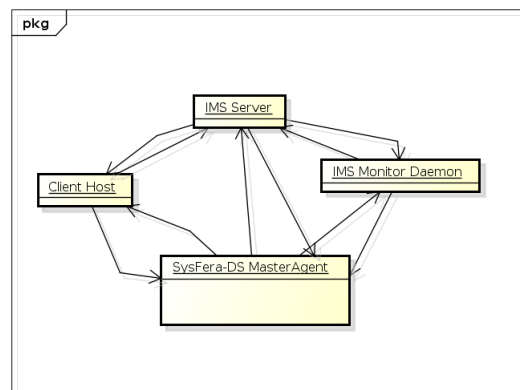 pkg
IMS Server
IMS Monitor Daemon
Client Host
SysFera-DS MasterAgent